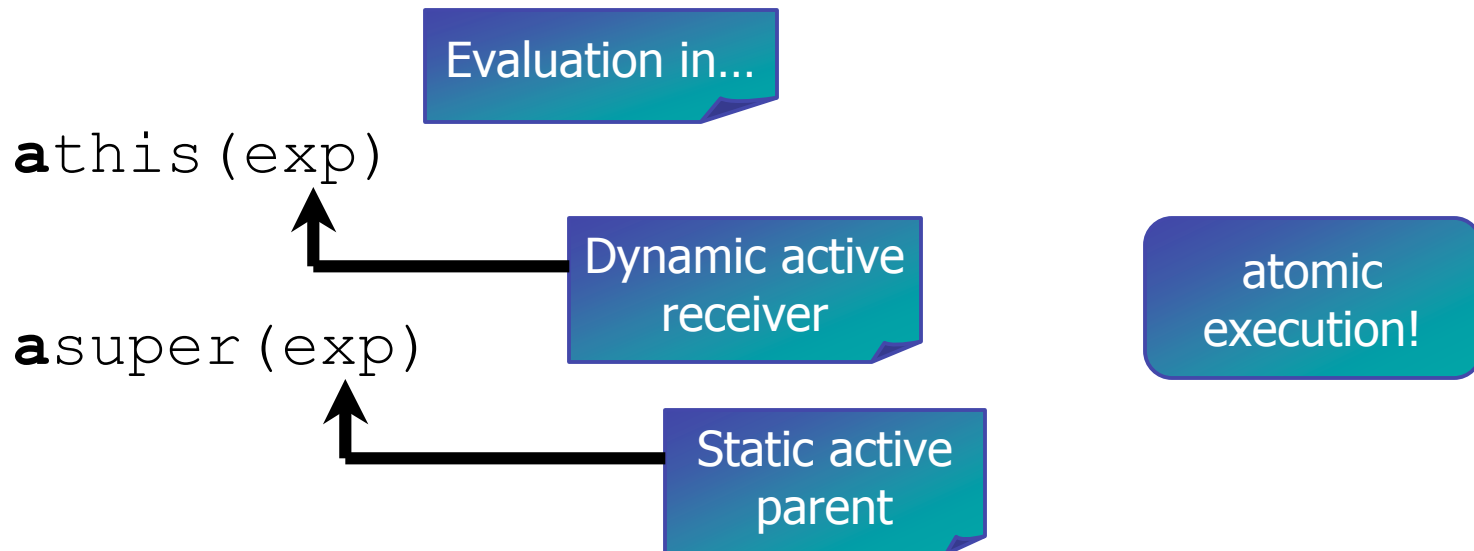 Evaluation in...
athis(exp)
Dynamic active
receiver
atomic
execution!
asuper(exp)
Static active
parent